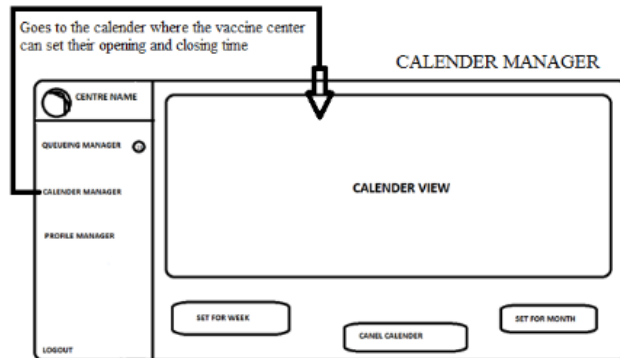 Goes to the calender where the vaccine center
can set their opening and closing time
CALENDER MANAGER
CENTRE NAME
QUEUEING MANAGER
CALENDER MANAGER
PROFILE MANAGER
LOGOUT
CALENDER VIEW
SET FOR WEEK
CANEL CALENDER
SET FOR MONTH